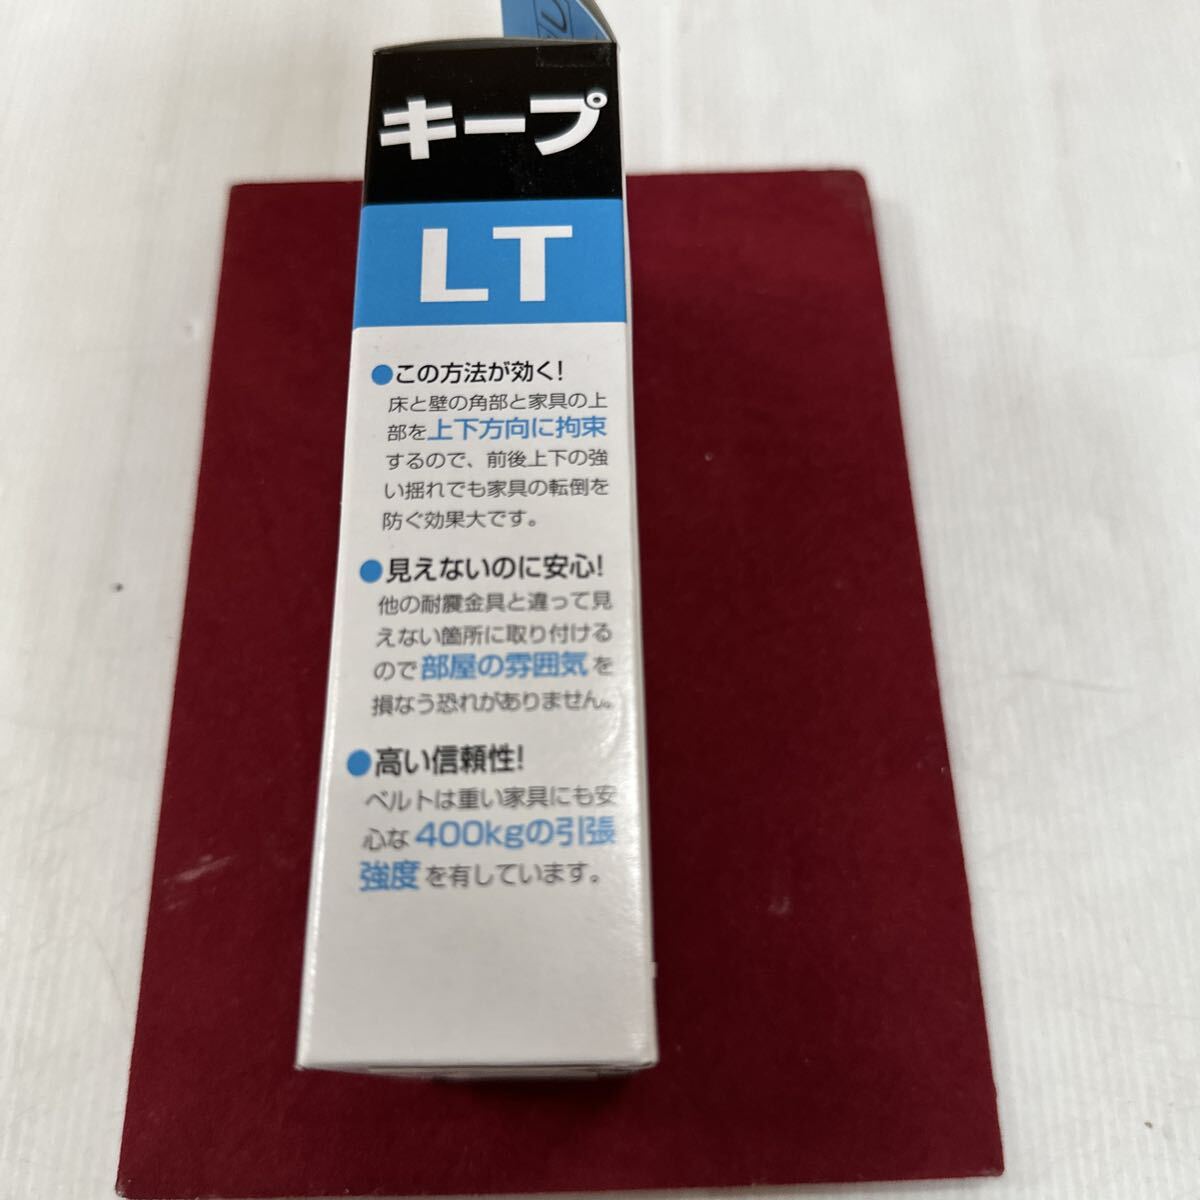 キープ
LT
●この方法が効く!
床と壁の角部と家具の上
部を上下方向に拘束
するので、前後上下の強
い揺れでも家具の転倒を
防ぐ効果大です。
●見えないのに安心!
他の耐震金具と違って見
えない箇所に取り付ける
ので部屋の雰囲気を
損なう恐れがありません。
●高い信頼性!
ベルトは重い家具にも安
心な400kgの引張
強度を有しています。